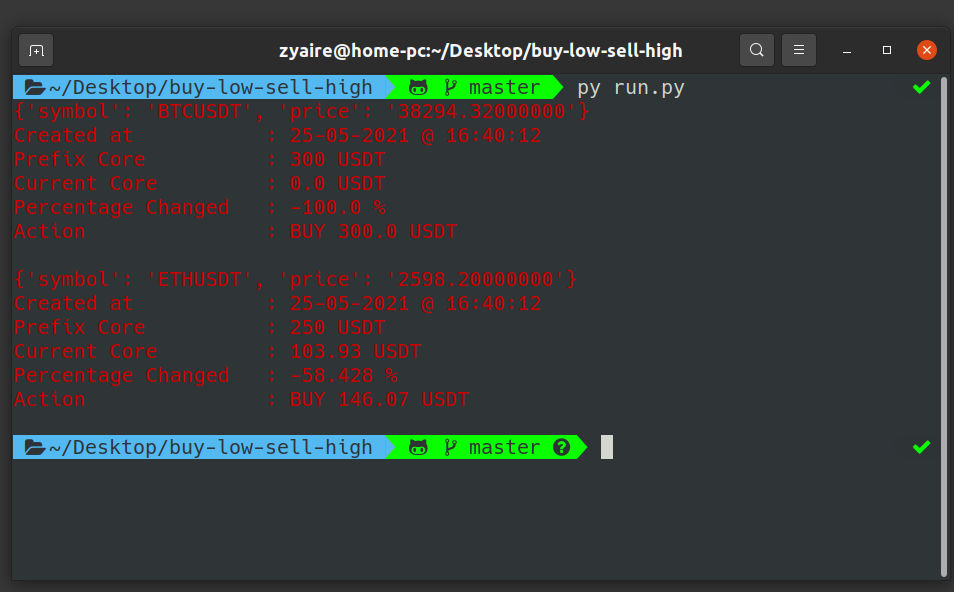 zyaire@home-pc:~/Desktop/buy-low-sell-high
~/Desktop/buy-low-sell-high master py run.py
{'symbol': 'BTCUSDT', 'price': '38294.32000000'}
Created at : 25-05-2021 @ 16:40:12
Prefix Core : 300 USDT
Current Core : 0.0 USDT
Percentage Changed : -100.0 %
Action : BUY 300.0 USDT
{'symbol': 'ETHUSDT', 'price': '2598.20000000'}
Created at : 25-05-2021 @ 16:40:12
Prefix Core : 250 USDT
Current Core : 103.93 USDT
Percentage Changed : -58.428 %
Action : BUY 146.07 USDT
~/Desktop/buy-low-sell-high master ?